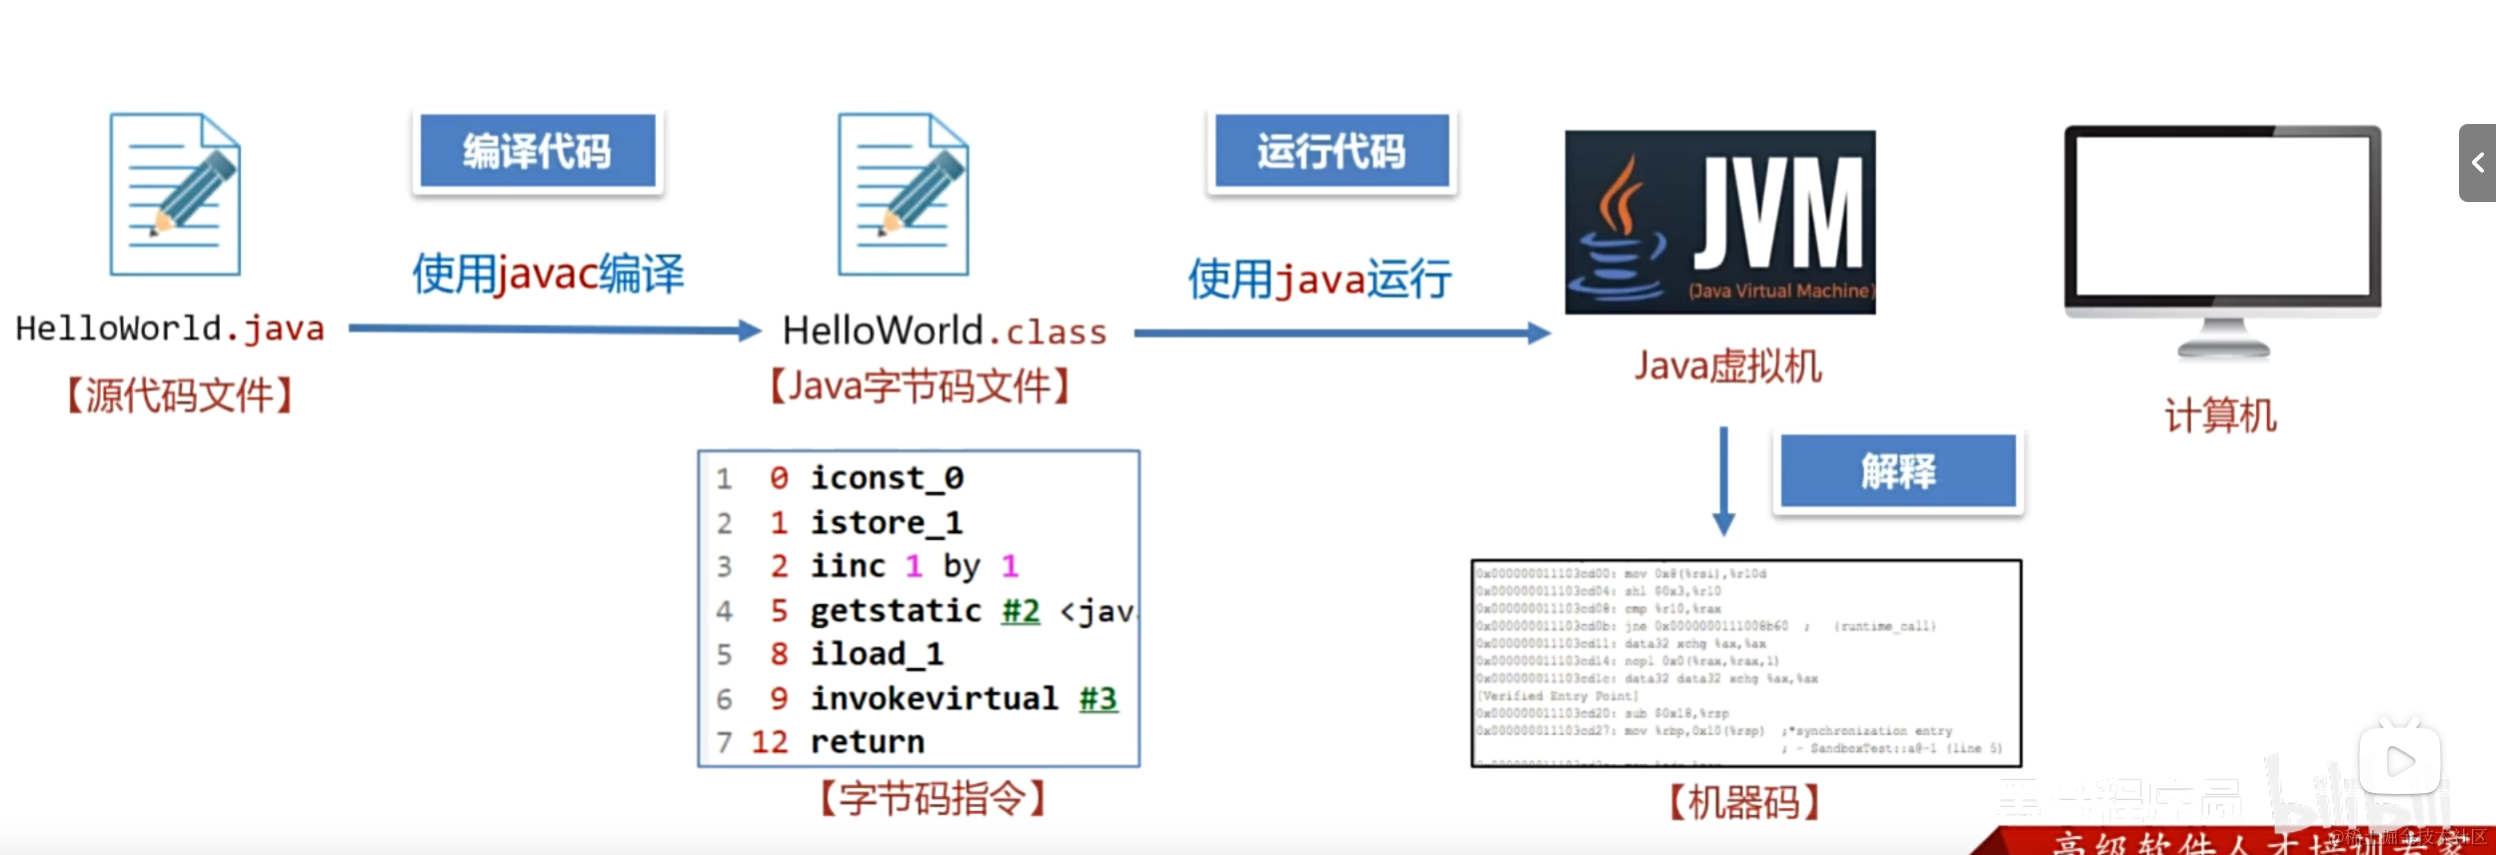 编译代码
使用javac编译
HelloWorld.java
【源代码文件】
HelloWorld.class
【Java字节码文件】
运行代码
使用java运行
JVM
(Java Virtual Machine)
Java虚拟机
计算机
解释
1 0 iconst_0
2 1 istore_1
3 2 iinc 1 by 1
4 5 getstatic #2 <jav
5 8 iload_1
6 9 invokevirtual #3
7 12 return
【字节码指令】
0x000000011103cd00: mov 0x8(%rsi),%r10d
0x000000011103cd04: shl $0x3,%r10
0x000000011103cd08: cmp %r10,%rax
0x000000011103cd0b: jne 0x0000000111008b60 ; {runtime_call}
0x000000011103cd11: data32 xchg %ax,%ax
0x000000011103cd14: nopl 0x0(%rax,%rax,1)
0x000000011103cd1c: data32 data32 xchg %ax,%ax
[Verified Entry Point]
0x000000011103cd20: sub $0x18,%rsp
0x000000011103cd27: mov %rbp,0x10(%rsp) ;*synchronization entry
; - SandboxTest::a@-1 (line 5)
【机器码】
bilibili
高级软件人才培训专家
@稀土掘金技术社区